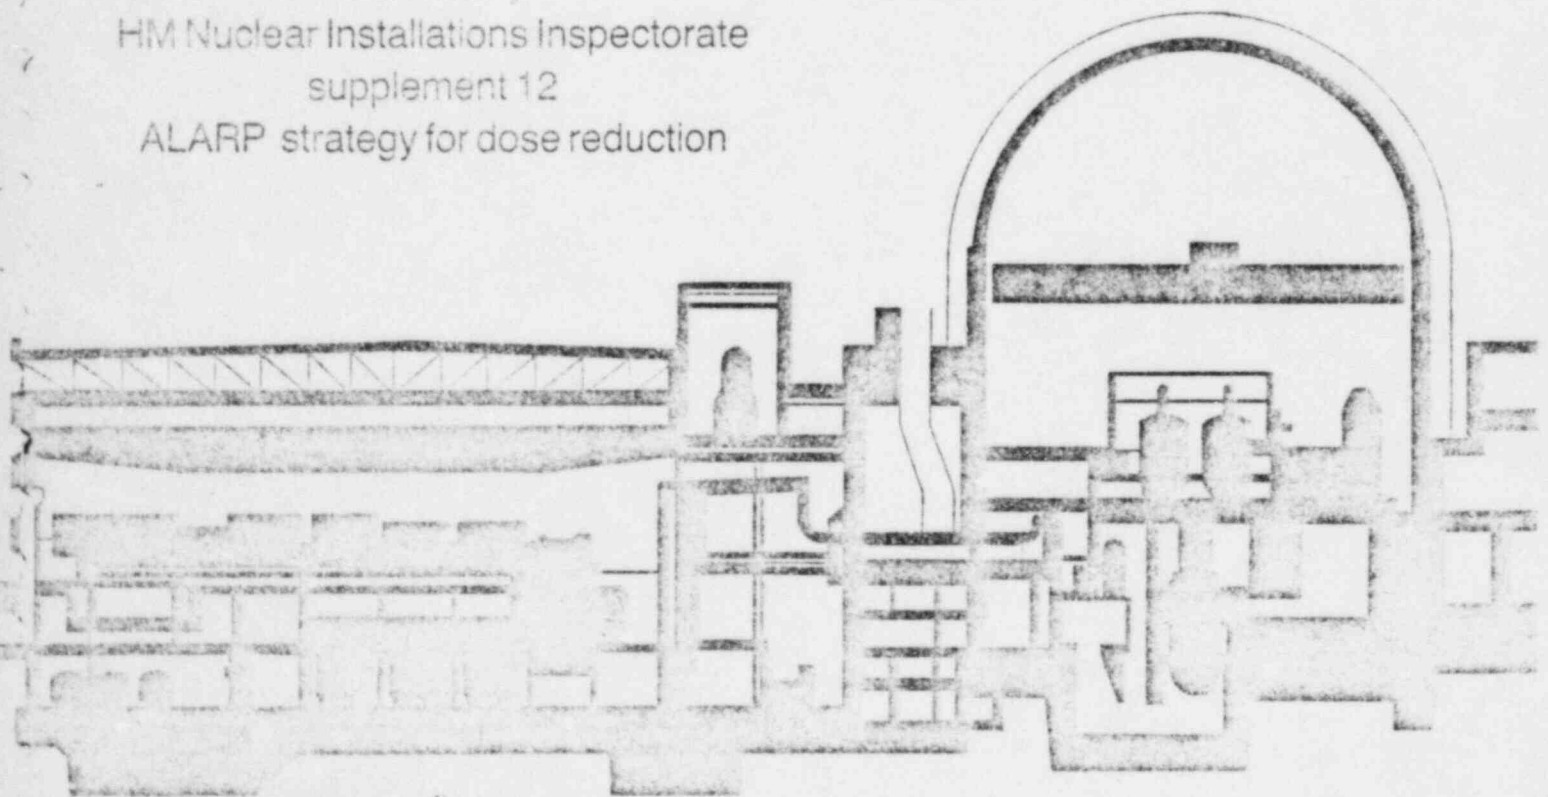 HM Nuclear Installations Inspectorate
supplement 12
ALARP strategy for dose reduction